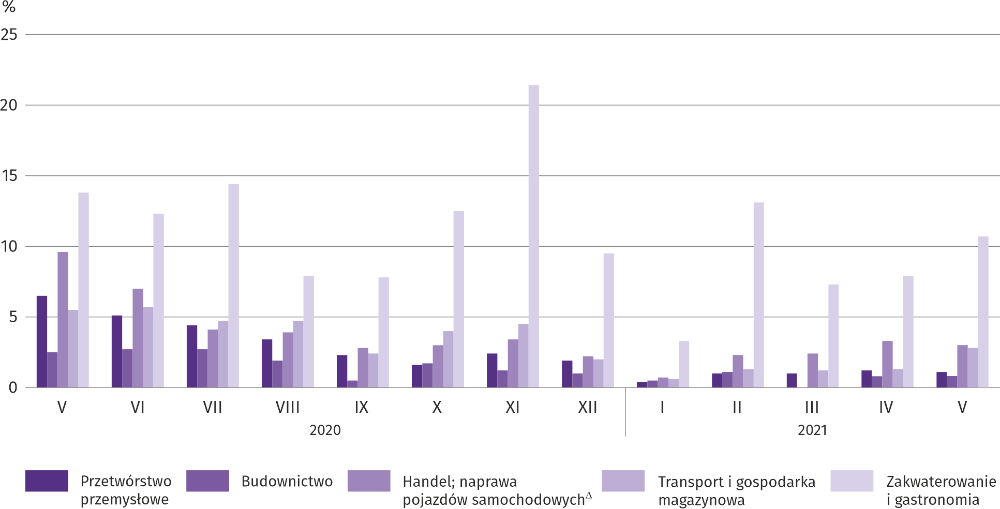 %
25
20
15
10
5
0
V VI VII VIII IX X XI XII I II III IV V
2020 2021
Przetwórstwo
przemysłowe
Budownictwo
Handel; naprawa
pojazdów samochodowych∆
Transport i gospodarka
magazynowa
Zakwaterowanie
i gastronomia